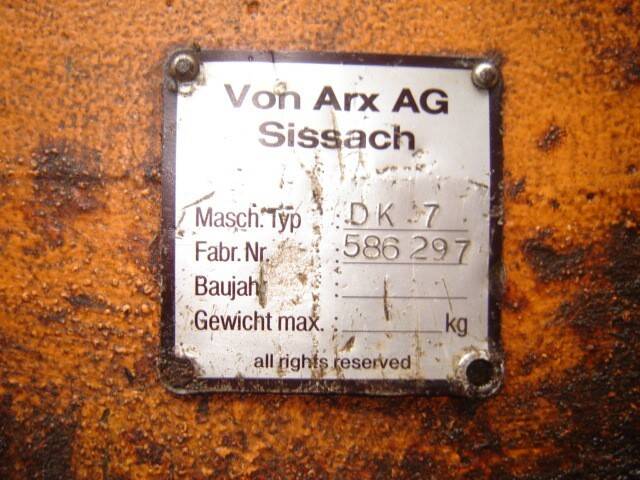 Von Arx AG
Sissach
Masch. Typ : DK 7
Fabr. Nr. : 586 297
Baujahr :
Gewicht max. : kg
all rights reserved